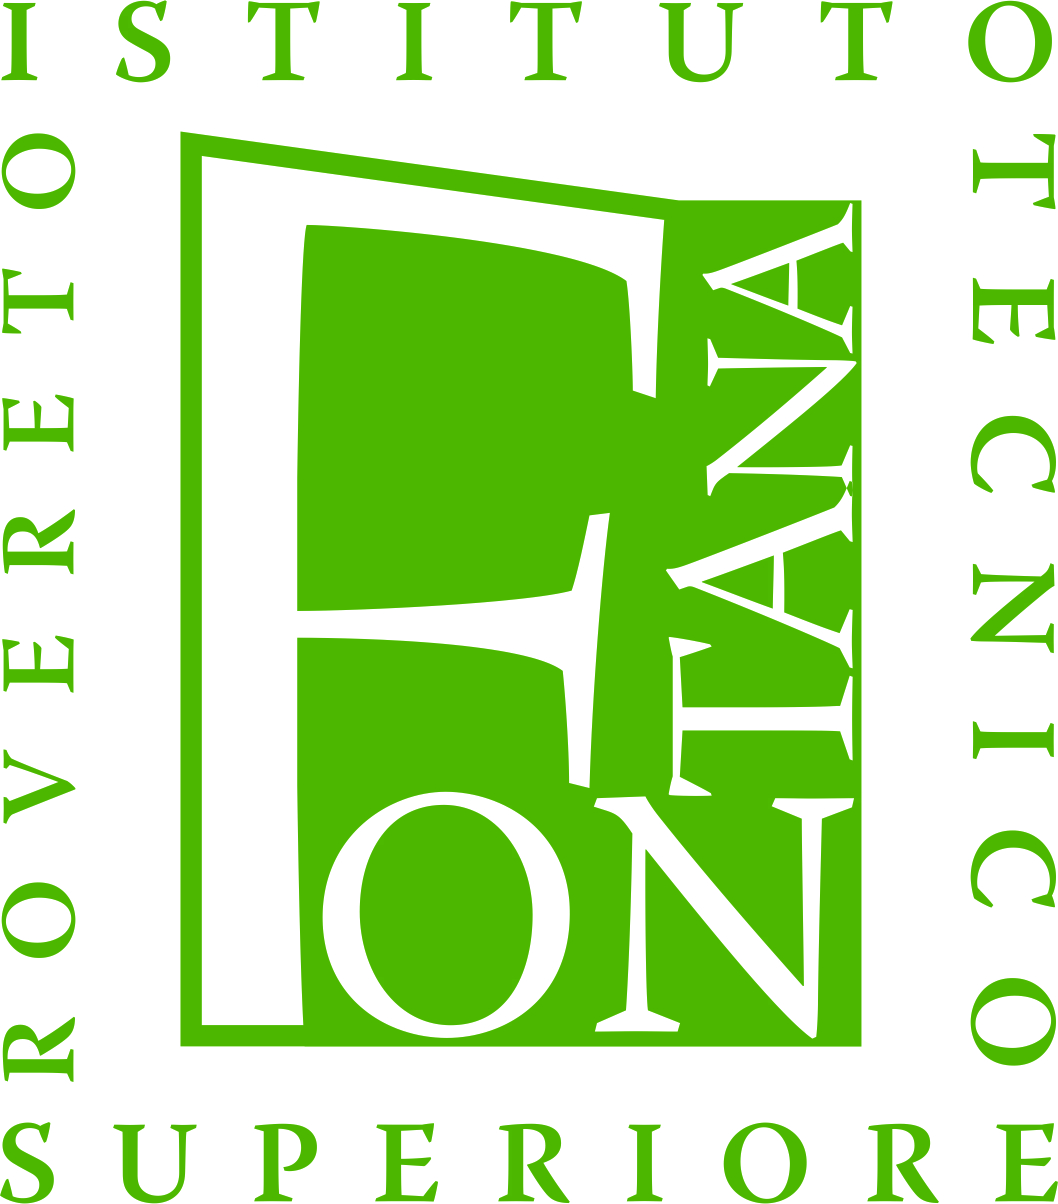 ISTITUTO
TECNICO
FONTANA
SUPERIORE
ROVERETO